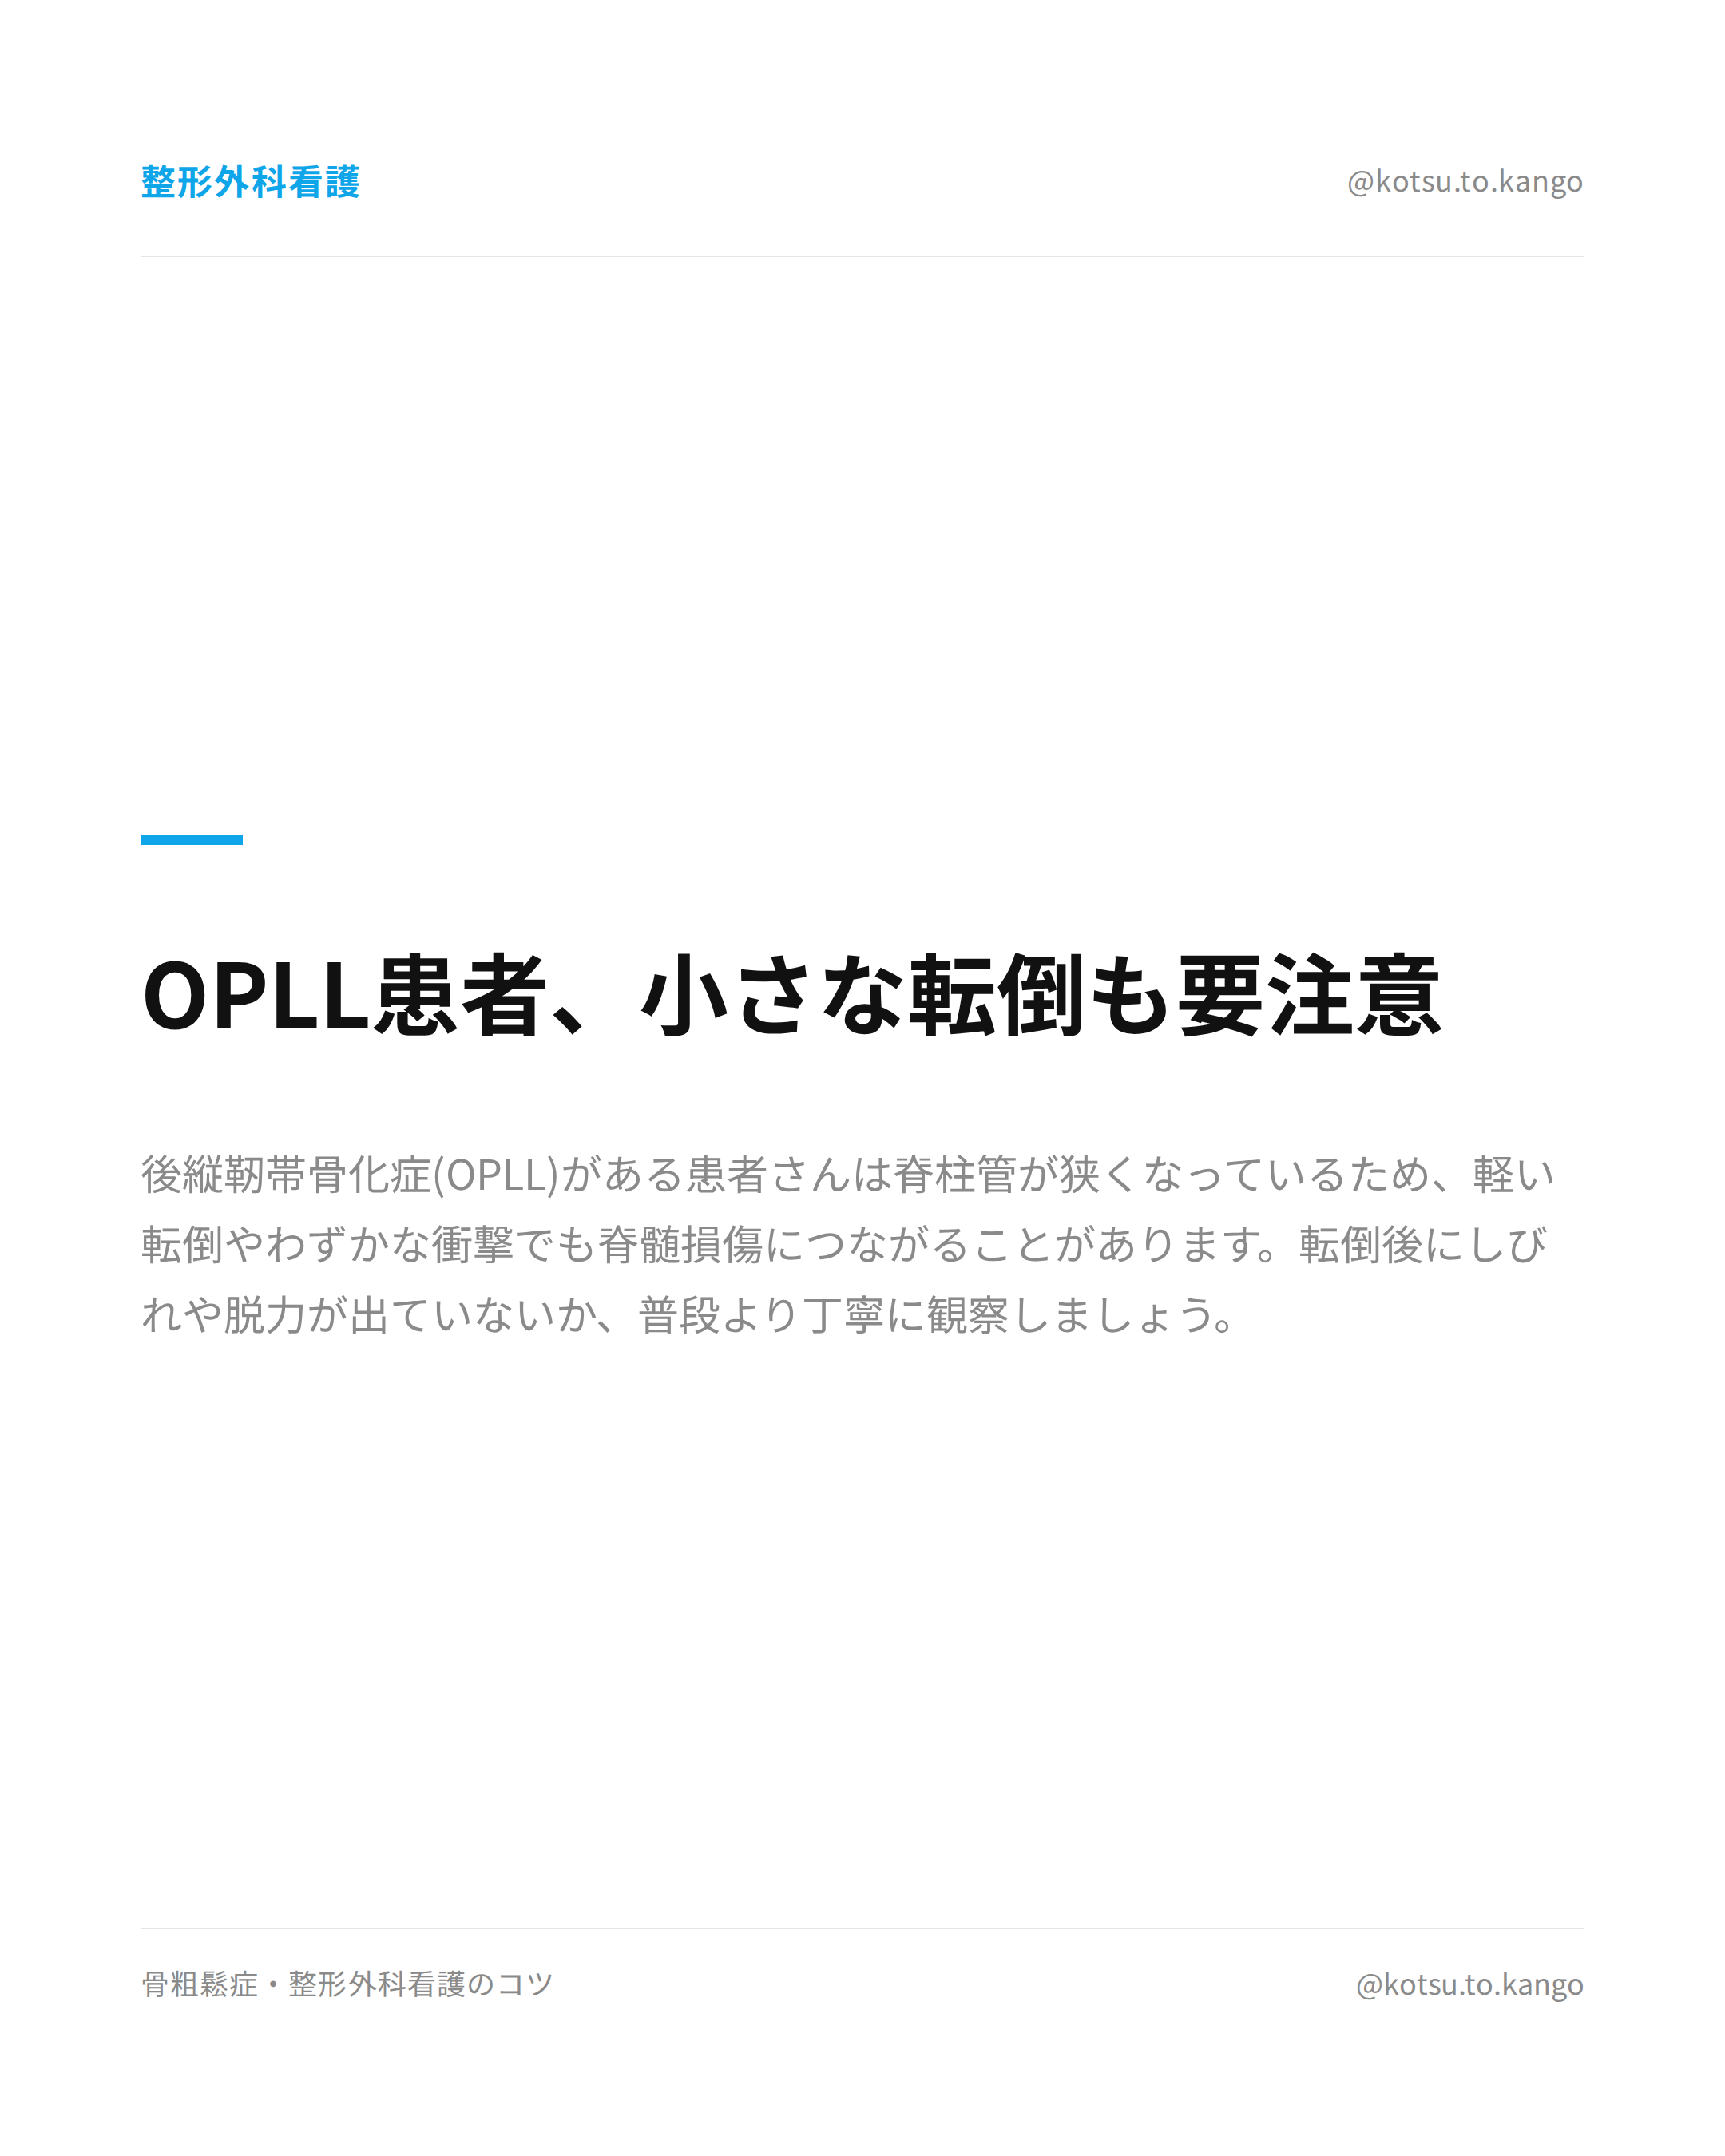 整形外科看護
@kotsu.to.kango
OPLL患者、小さな転倒も要注意
後縦靭帯骨化症(OPLL)がある患者さんは脊柱管が狭くなっているため、軽い
転倒やわずかな衝撃でも脊髄損傷につながることがあります。転倒後にしび
れや脱力が出ていないか、普段より丁寧に観察しましょう。
骨粗鬆症・整形外科看護のコツ
@kotsu.to.kango